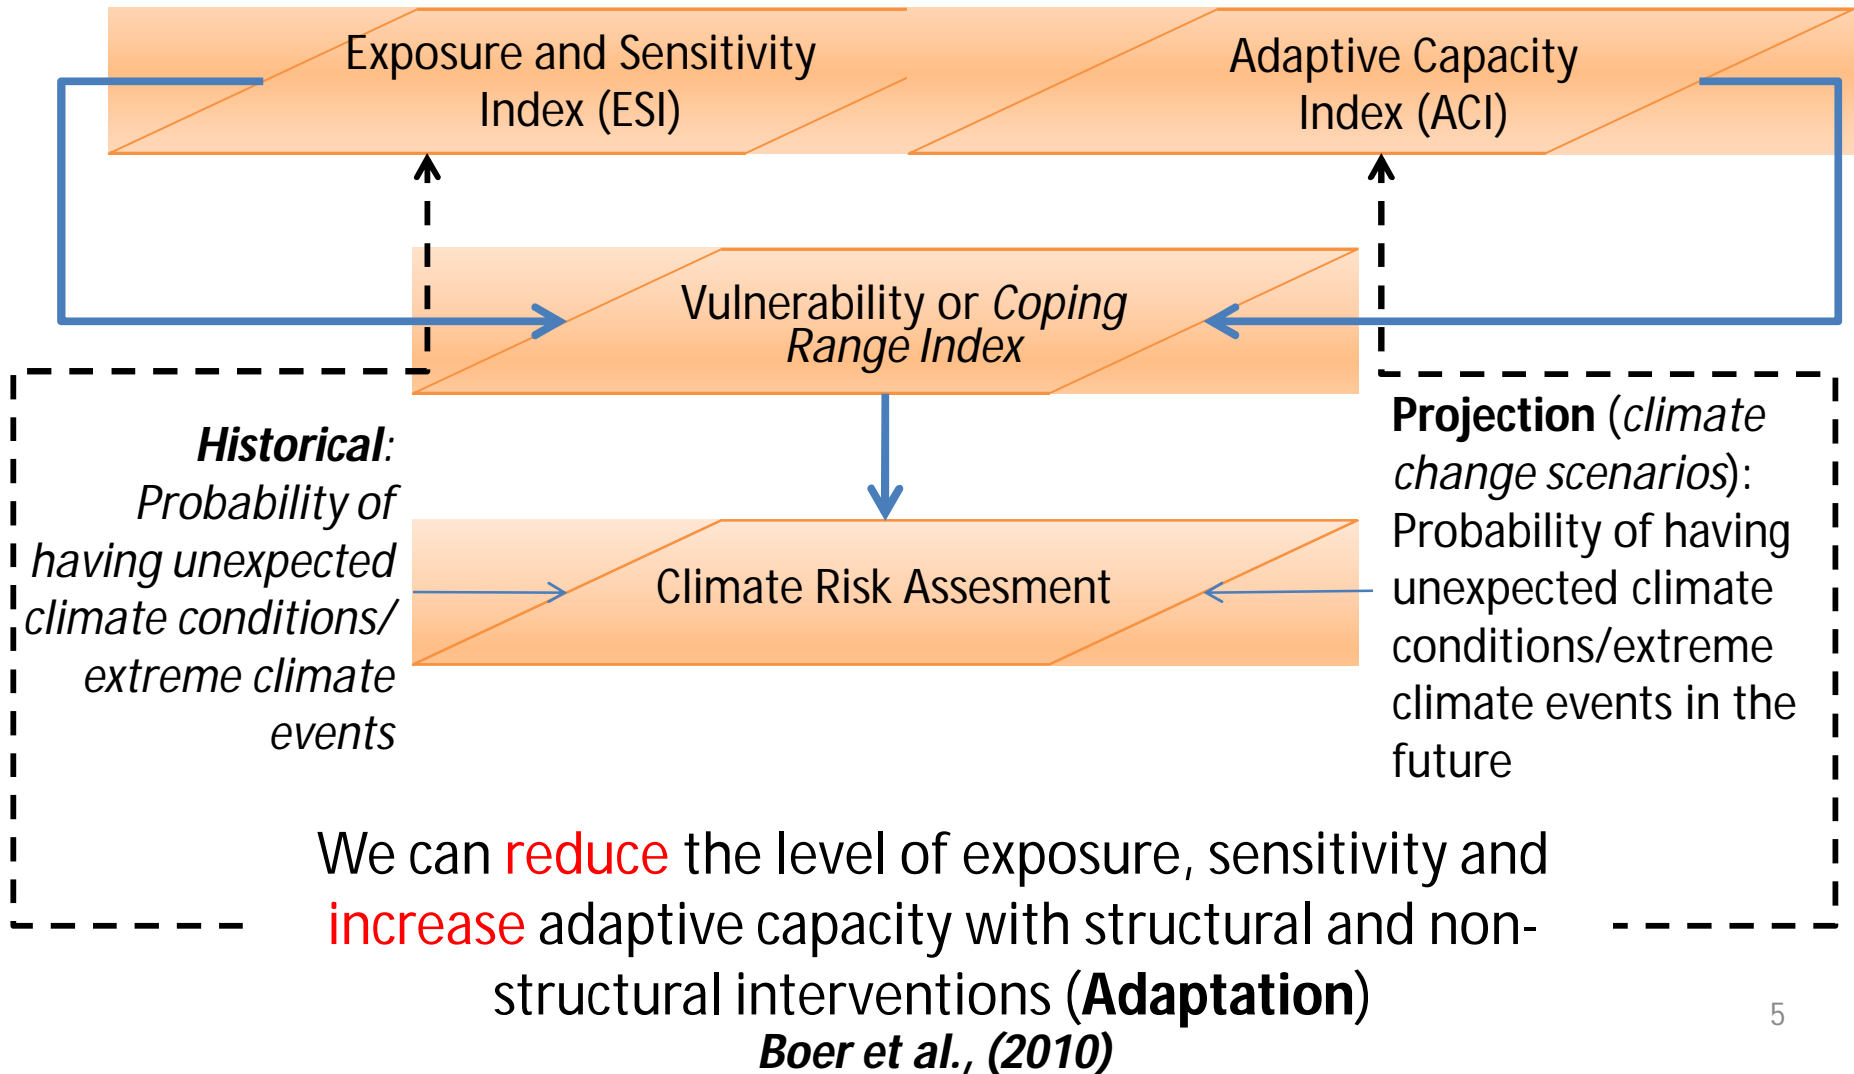 Exposure and Sensitivity
Index (ESI)
Adaptive Capacity
Index (ACI)
Vulnerability or Coping
Range Index
Historical:
Probability of
having unexpected
climate conditions/
extreme climate
events
Climate Risk Assesment
Projection (climate
change scenarios):
Probability of having
unexpected climate
conditions/extreme
climate events in the
future
We can reduce the level of exposure, sensitivity and
increase adaptive capacity with structural and non-
structural interventions (Adaptation)
Boer et al., (2010)
5